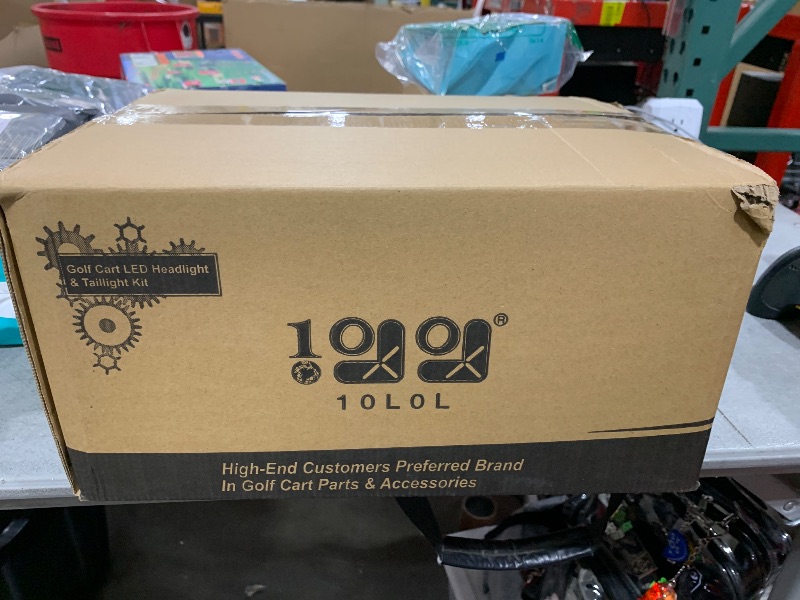 Golf Cart LED Headlight
& Taillight Kit
®
10L0L
High-End Customers Preferred Brand
In Golf Cart Parts & Accessories